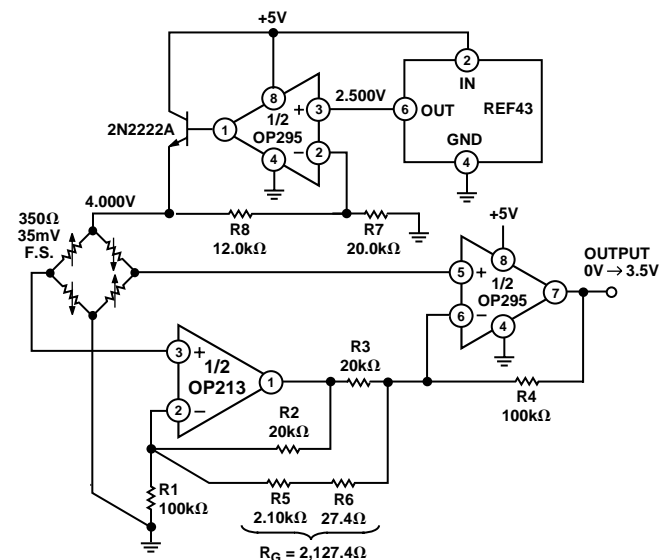 +5V
2
IN
8
1/2
OP295
+
3
2.500V
6
OUT
REF43
2N2222A
1
−
2
4
GND
4
4.000V
350Ω
35mV
F.S.
R8
12.0kΩ
R7
20.0kΩ
+5V
8
5
+
1/2
OP295
7
OUTPUT
0V → 3.5V
6
−
4
3
+
1/2
OP213
1
2
−
R3
20kΩ
R4
100kΩ
R2
20kΩ
R1
100kΩ
R5
2.10kΩ
R6
27.4Ω
RG = 2,127.4Ω